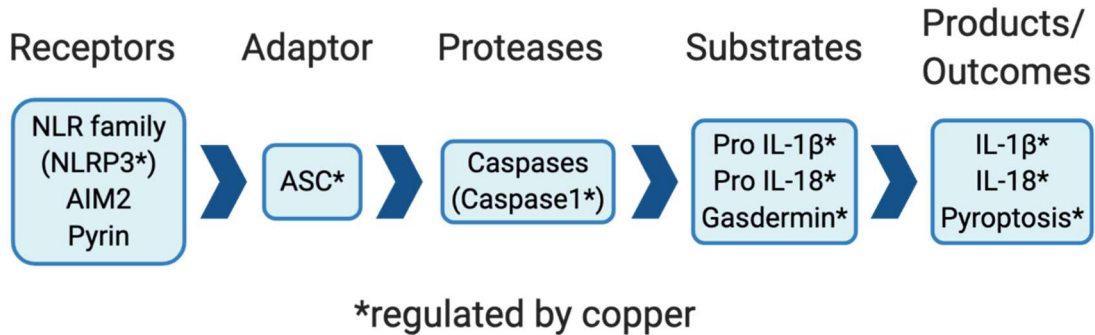 Receptors
NLR family
(NLRP3*)
AIM2
Pyrin
Adaptor
ASC*
Proteases
Caspases
(Caspase1*)
Substrates
Pro IL-1β*
Pro IL-18*
Gasdermin*
Products/
Outcomes
IL-1β*
IL-18*
Pyroptosis*
*regulated by copper